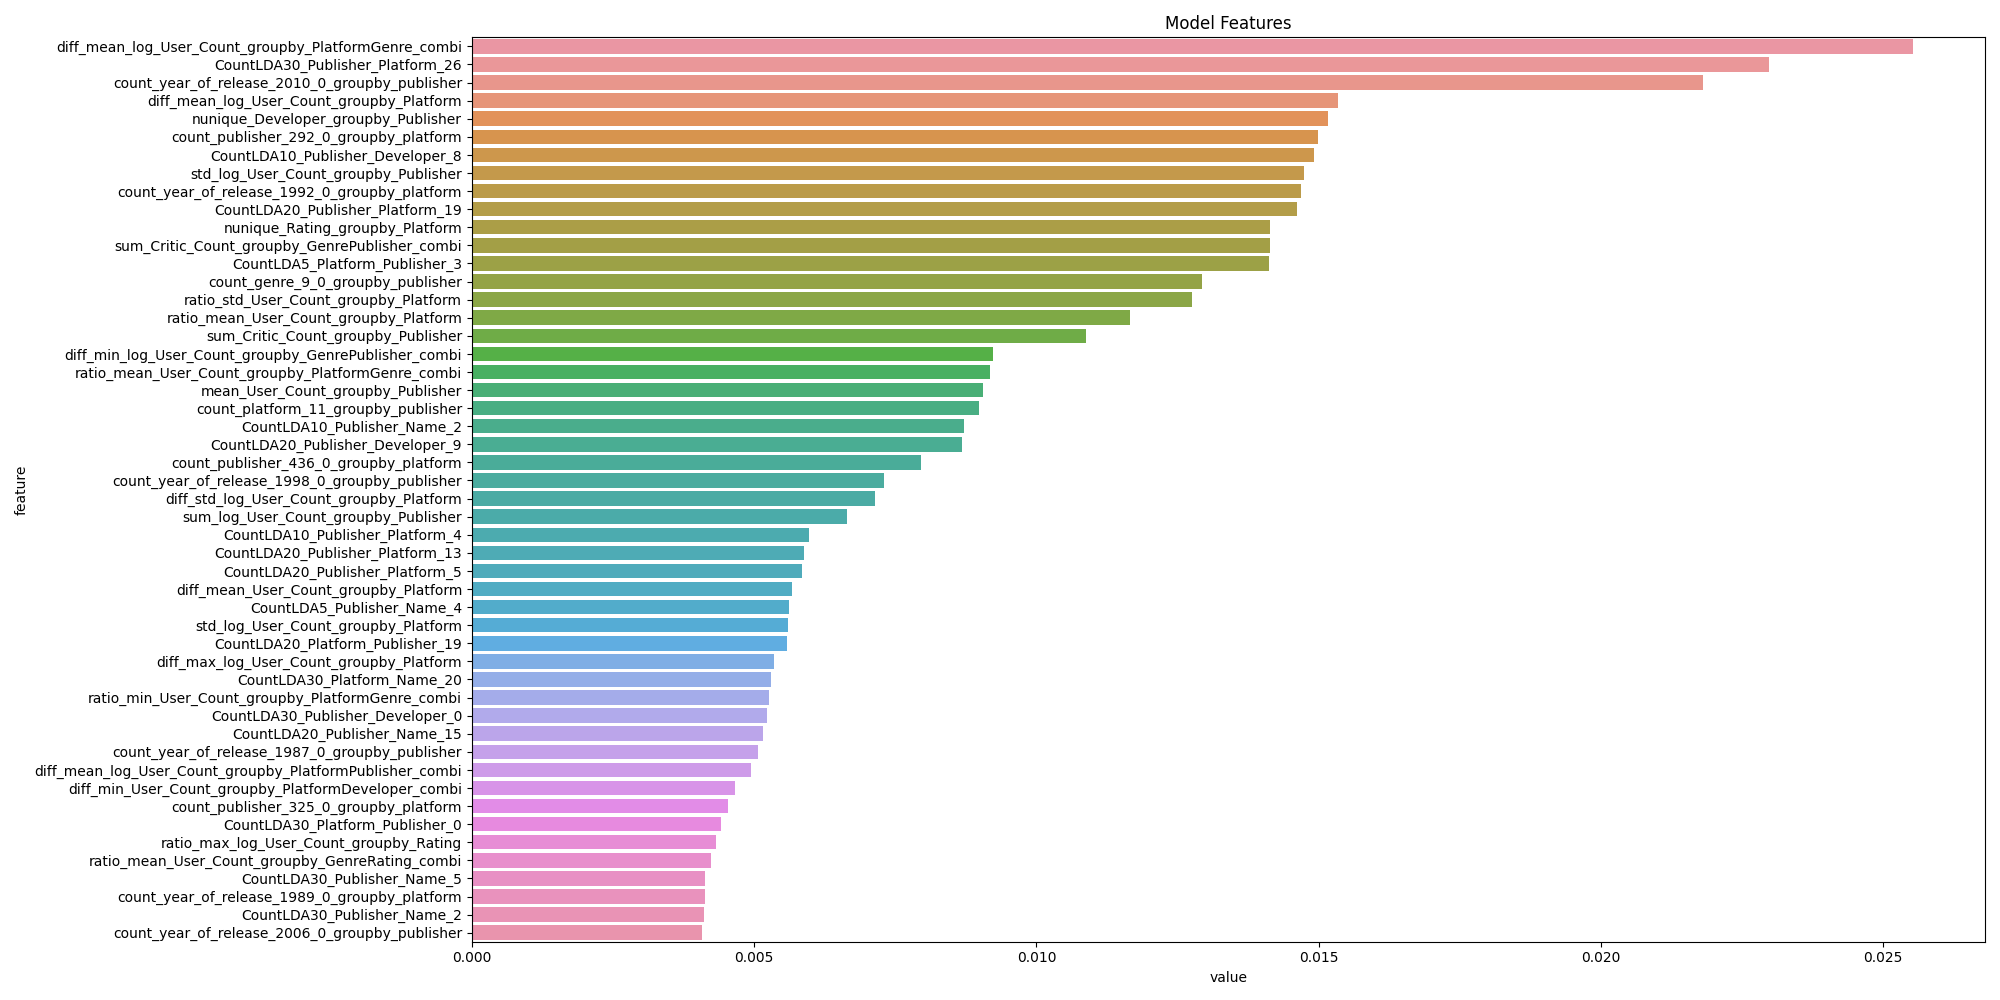 Model Features
diff_mean_log_User_Count_groupby_PlatformGenre_combi
CountLDA30_Publisher_Platform_26
count_year_of_release_2010_0_groupby_publisher
diff_mean_log_User_Count_groupby_Platform
nunique_Developer_groupby_Publisher
count_publisher_292_0_groupby_platform
CountLDA10_Publisher_Developer_8
std_log_User_Count_groupby_Publisher
count_year_of_release_1992_0_groupby_platform
CountLDA20_Publisher_Platform_19
nunique_Rating_groupby_Platform
sum_Critic_Count_groupby_GenrePublisher_combi
CountLDA5_Platform_Publisher_3
count_genre_9_0_groupby_publisher
ratio_std_User_Count_groupby_Platform
ratio_mean_User_Count_groupby_Platform
sum_Critic_Count_groupby_Publisher
diff_min_log_User_Count_groupby_GenrePublisher_combi
ratio_mean_User_Count_groupby_PlatformGenre_combi
mean_User_Count_groupby_Publisher
count_platform_11_groupby_publisher
CountLDA10_Publisher_Name_2
CountLDA20_Publisher_Developer_9
count_publisher_436_0_groupby_platform
count_year_of_release_1998_0_groupby_publisher
diff_std_log_User_Count_groupby_Platform
sum_log_User_Count_groupby_Publisher
CountLDA10_Publisher_Platform_4
CountLDA20_Publisher_Platform_13
CountLDA20_Publisher_Platform_5
diff_mean_User_Count_groupby_Platform
CountLDA5_Publisher_Name_4
std_log_User_Count_groupby_Platform
CountLDA20_Platform_Publisher_19
diff_max_log_User_Count_groupby_Platform
CountLDA30_Platform_Name_20
ratio_min_User_Count_groupby_PlatformGenre_combi
CountLDA30_Publisher_Developer_0
CountLDA20_Publisher_Name_15
count_year_of_release_1987_0_groupby_publisher
diff_mean_log_User_Count_groupby_PlatformPublisher_combi
diff_min_User_Count_groupby_PlatformDeveloper_combi
count_publisher_325_0_groupby_platform
CountLDA30_Platform_Publisher_0
ratio_max_log_User_Count_groupby_Rating
ratio_mean_User_Count_groupby_GenreRating_combi
CountLDA30_Publisher_Name_5
count_year_of_release_1989_0_groupby_platform
CountLDA30_Publisher_Name_2
count_year_of_release_2006_0_groupby_publisher
feature
0.000 0.005 0.010 0.015 0.020 0.025
value